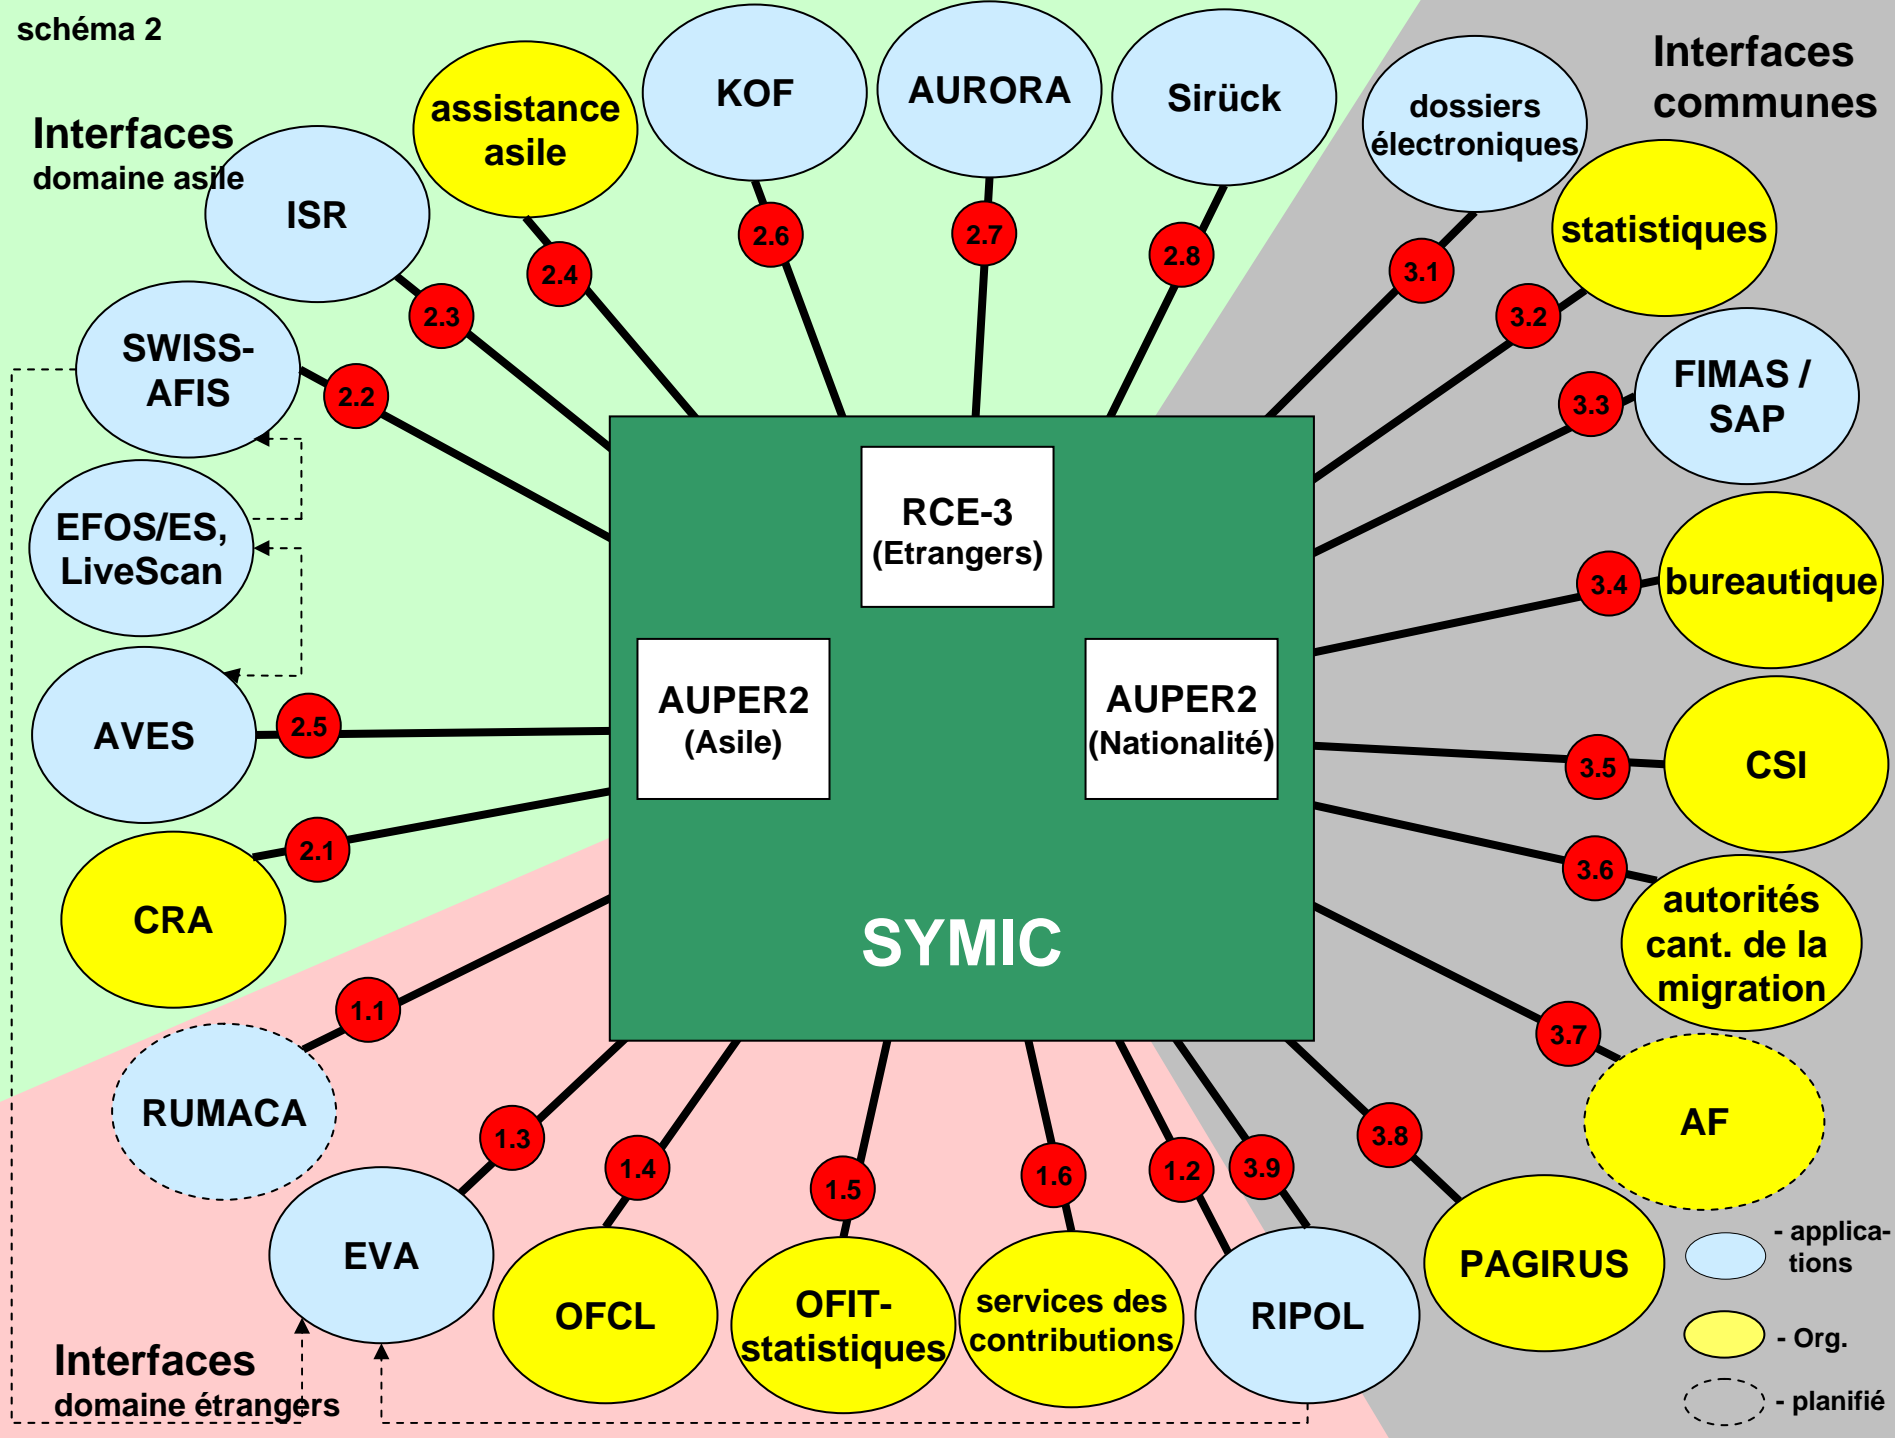 schéma 2
Interfaces
domaine asile
Interfaces
communes
assistance
asile
KOF
AURORA
Sirück
dossiers
électroniques
statistiques
ISR
SWISS-
AFIS
EFOS/ES,
LiveScan
AVES
CRA
FIMAS /
SAP
bureautique
CSI
autorités
cant. de la
migration
AF
PAGIRUS
2.6
2.7
2.8
2.4
2.3
2.2
2.5
2.1
3.1
3.2
3.3
3.4
3.5
3.6
3.7
3.8
3.9
RCE-3
(Etrangers)
AUPER2
(Asile)
AUPER2
(Nationalité)
SYMIC
1.1
1.3
1.4
1.5
1.6
1.2
RUMACA
EVA
OFCL
OFIT-
statistiques
services des
contributions
RIPOL
Interfaces
domaine étrangers
- applica-
tions
- Org.
- planifié